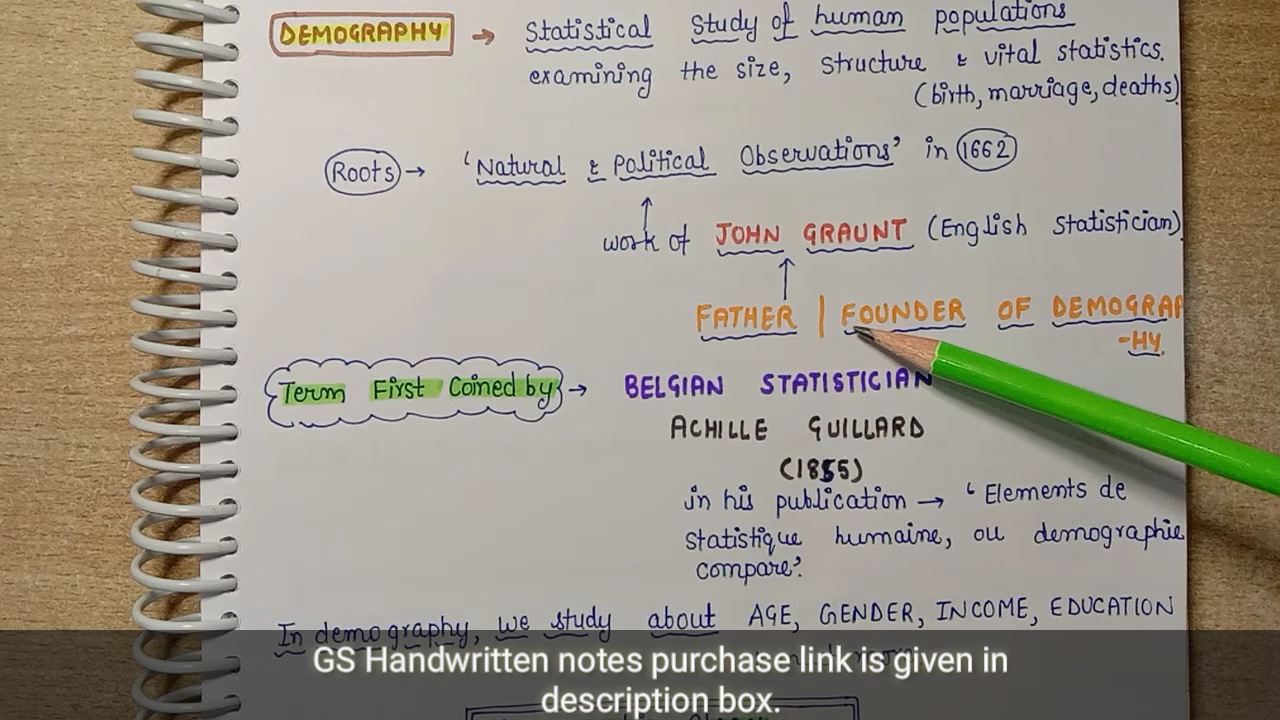 DEMOGRAPHY → Statistical Study of human populations
examining the size, structure & vital statistics.
(birth, marriage, deaths)
Roots → 'Natural & Political Observations' in 1662
work of JOHN GRAUNT (English statistician)
FATHER | FOUNDER OF DEMOGRAP
-HY.
Term First Coined by → BELGIAN STATISTICIAN
ACHILLE GUILLARD
(1855)
in his publication → 'Elements de
statistique humaine, ou demographie
compare'.
In demography, we study about AGE, GENDER, INCOME, EDUCATION
GS Handwritten notes purchase link is given in
description box.